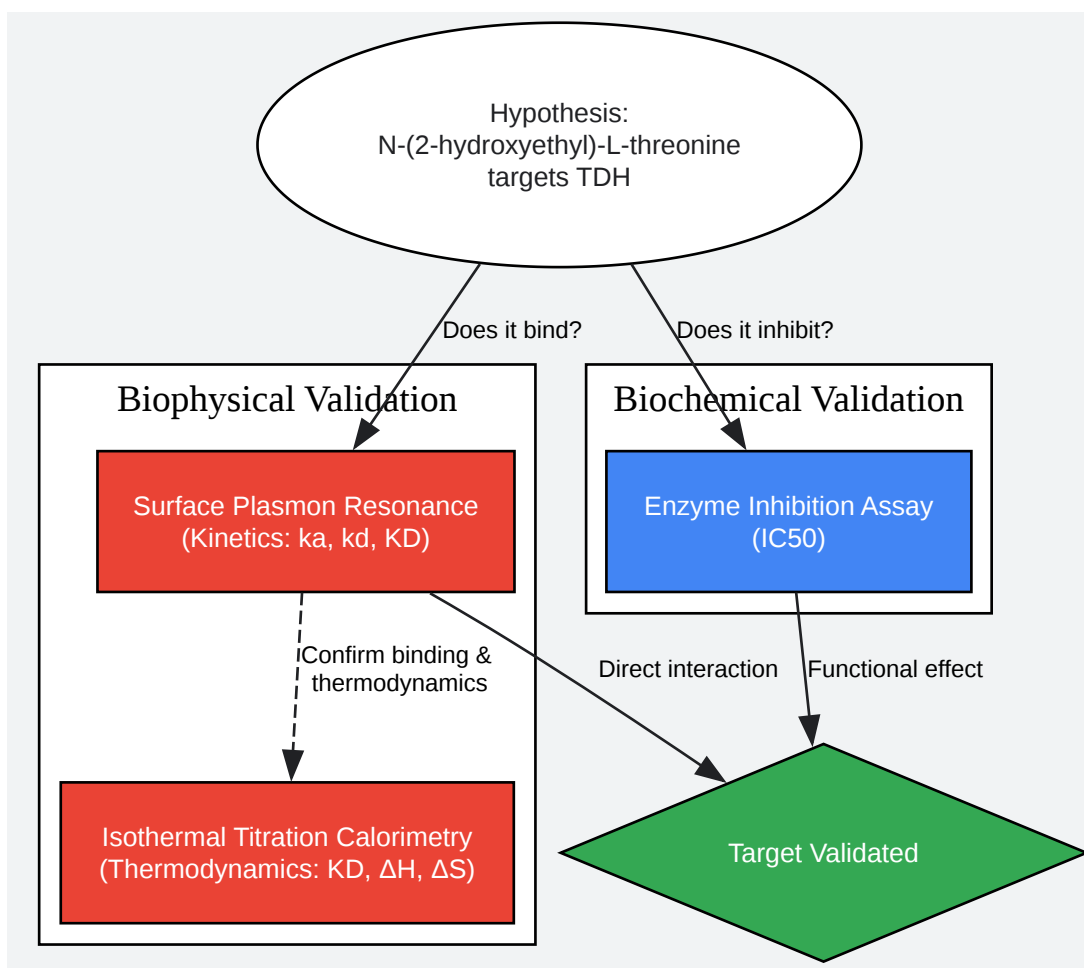 Hypothesis:
N-(2-hydroxyethyl)-L-threonine
targets TDH
Does it bind?
Does it inhibit?
Biophysical Validation
Biochemical Validation
Surface Plasmon Resonance
(Kinetics: ka, kd, KD)
Enzyme Inhibition Assay
(IC50)
Confirm binding &
thermodynamics
Direct interaction
Functional effect
Isothermal Titration Calorimetry
(Thermodynamics: KD, ΔH, ΔS)
Target Validated